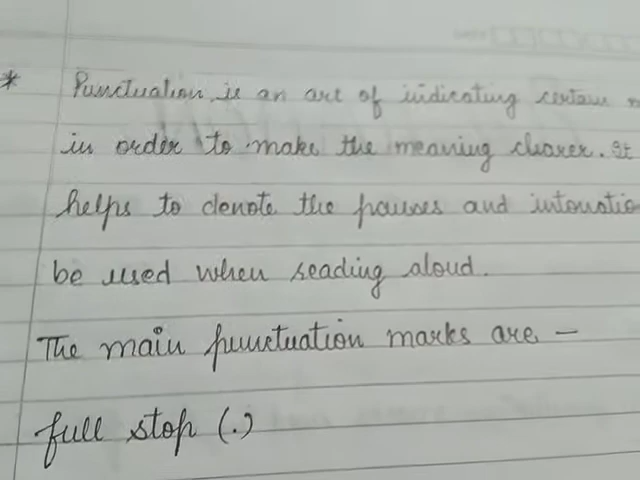 * Punctuation is an art of indicating certain
in order to make the meaning clearer. It
helps to denote the pauses and intonatio
be used when reading aloud.
The main punctuation marks are –
full stop (.)